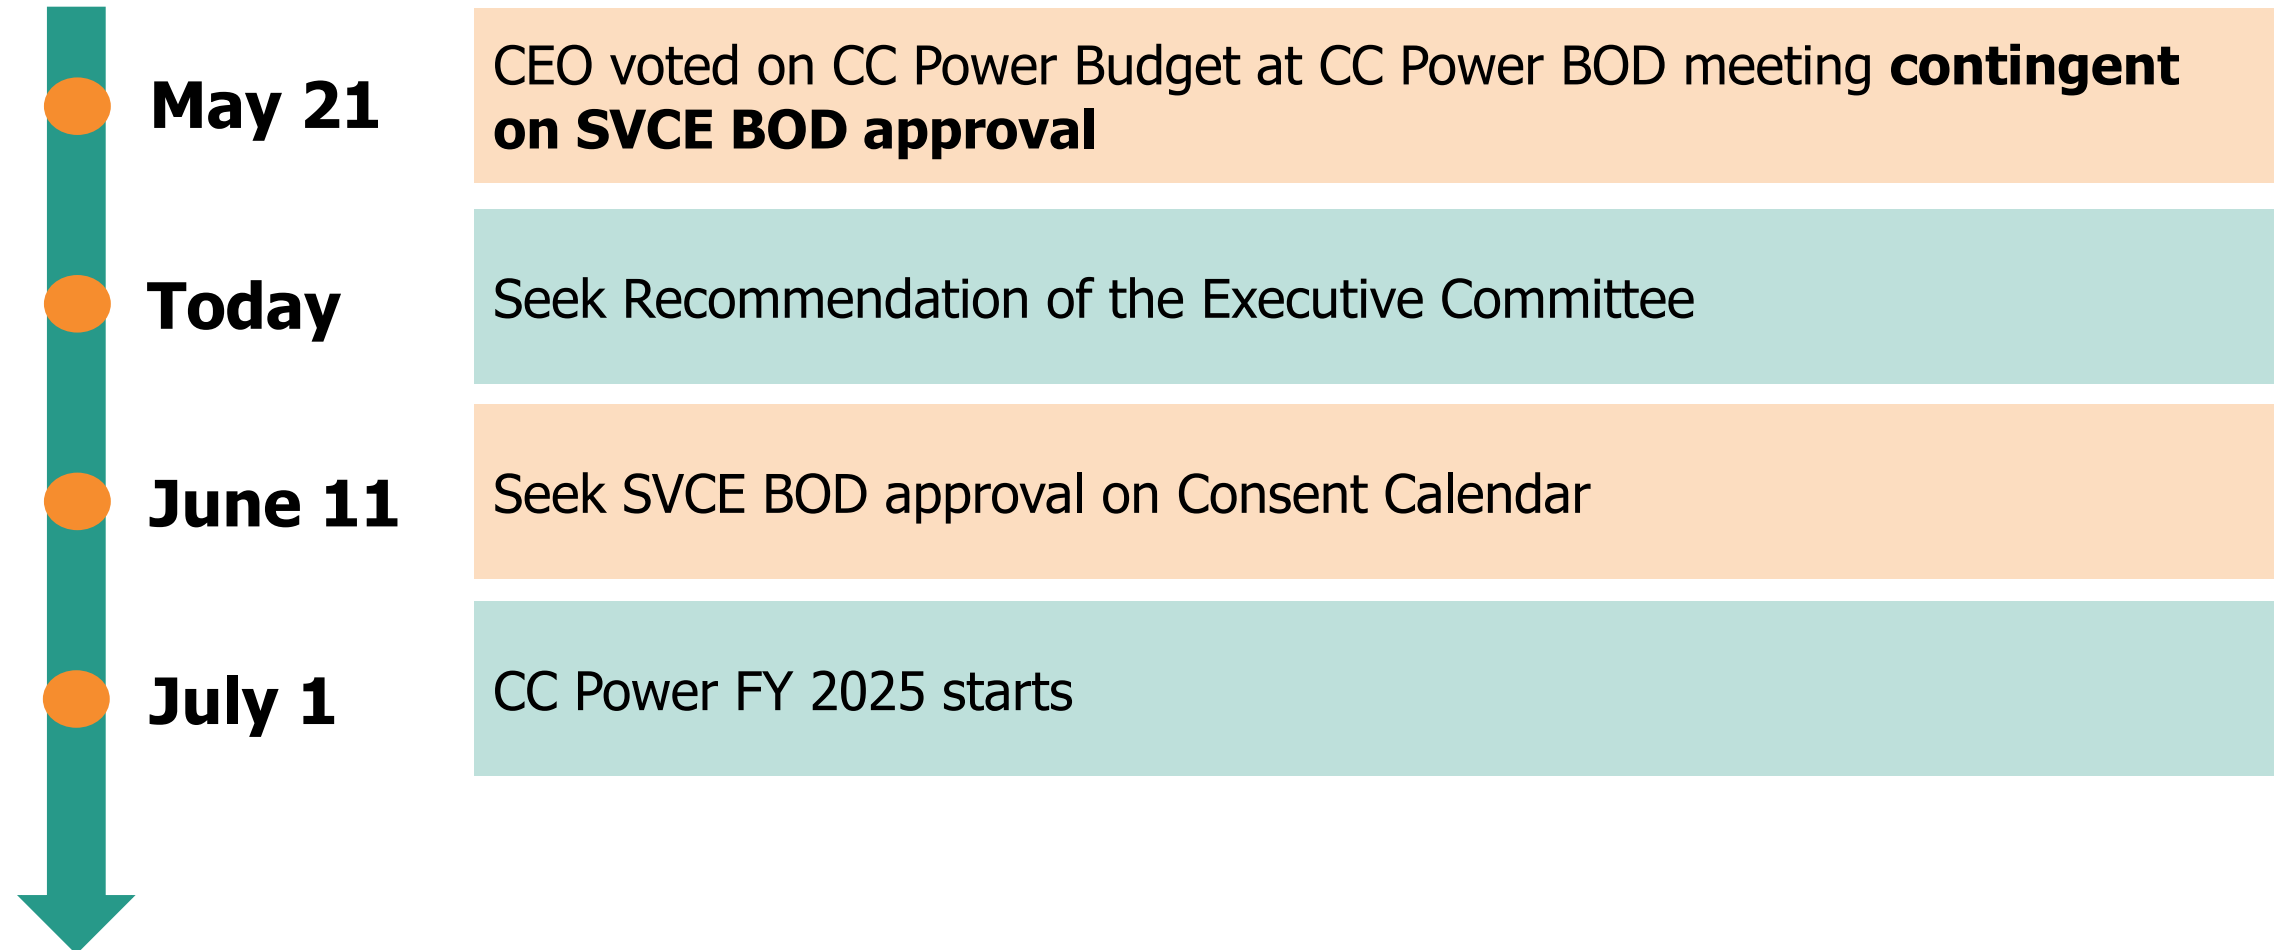 May 21
CEO voted on CC Power Budget at CC Power BOD meeting contingent
on SVCE BOD approval
Today
Seek Recommendation of the Executive Committee
June 11
Seek SVCE BOD approval on Consent Calendar
July 1
CC Power FY 2025 starts